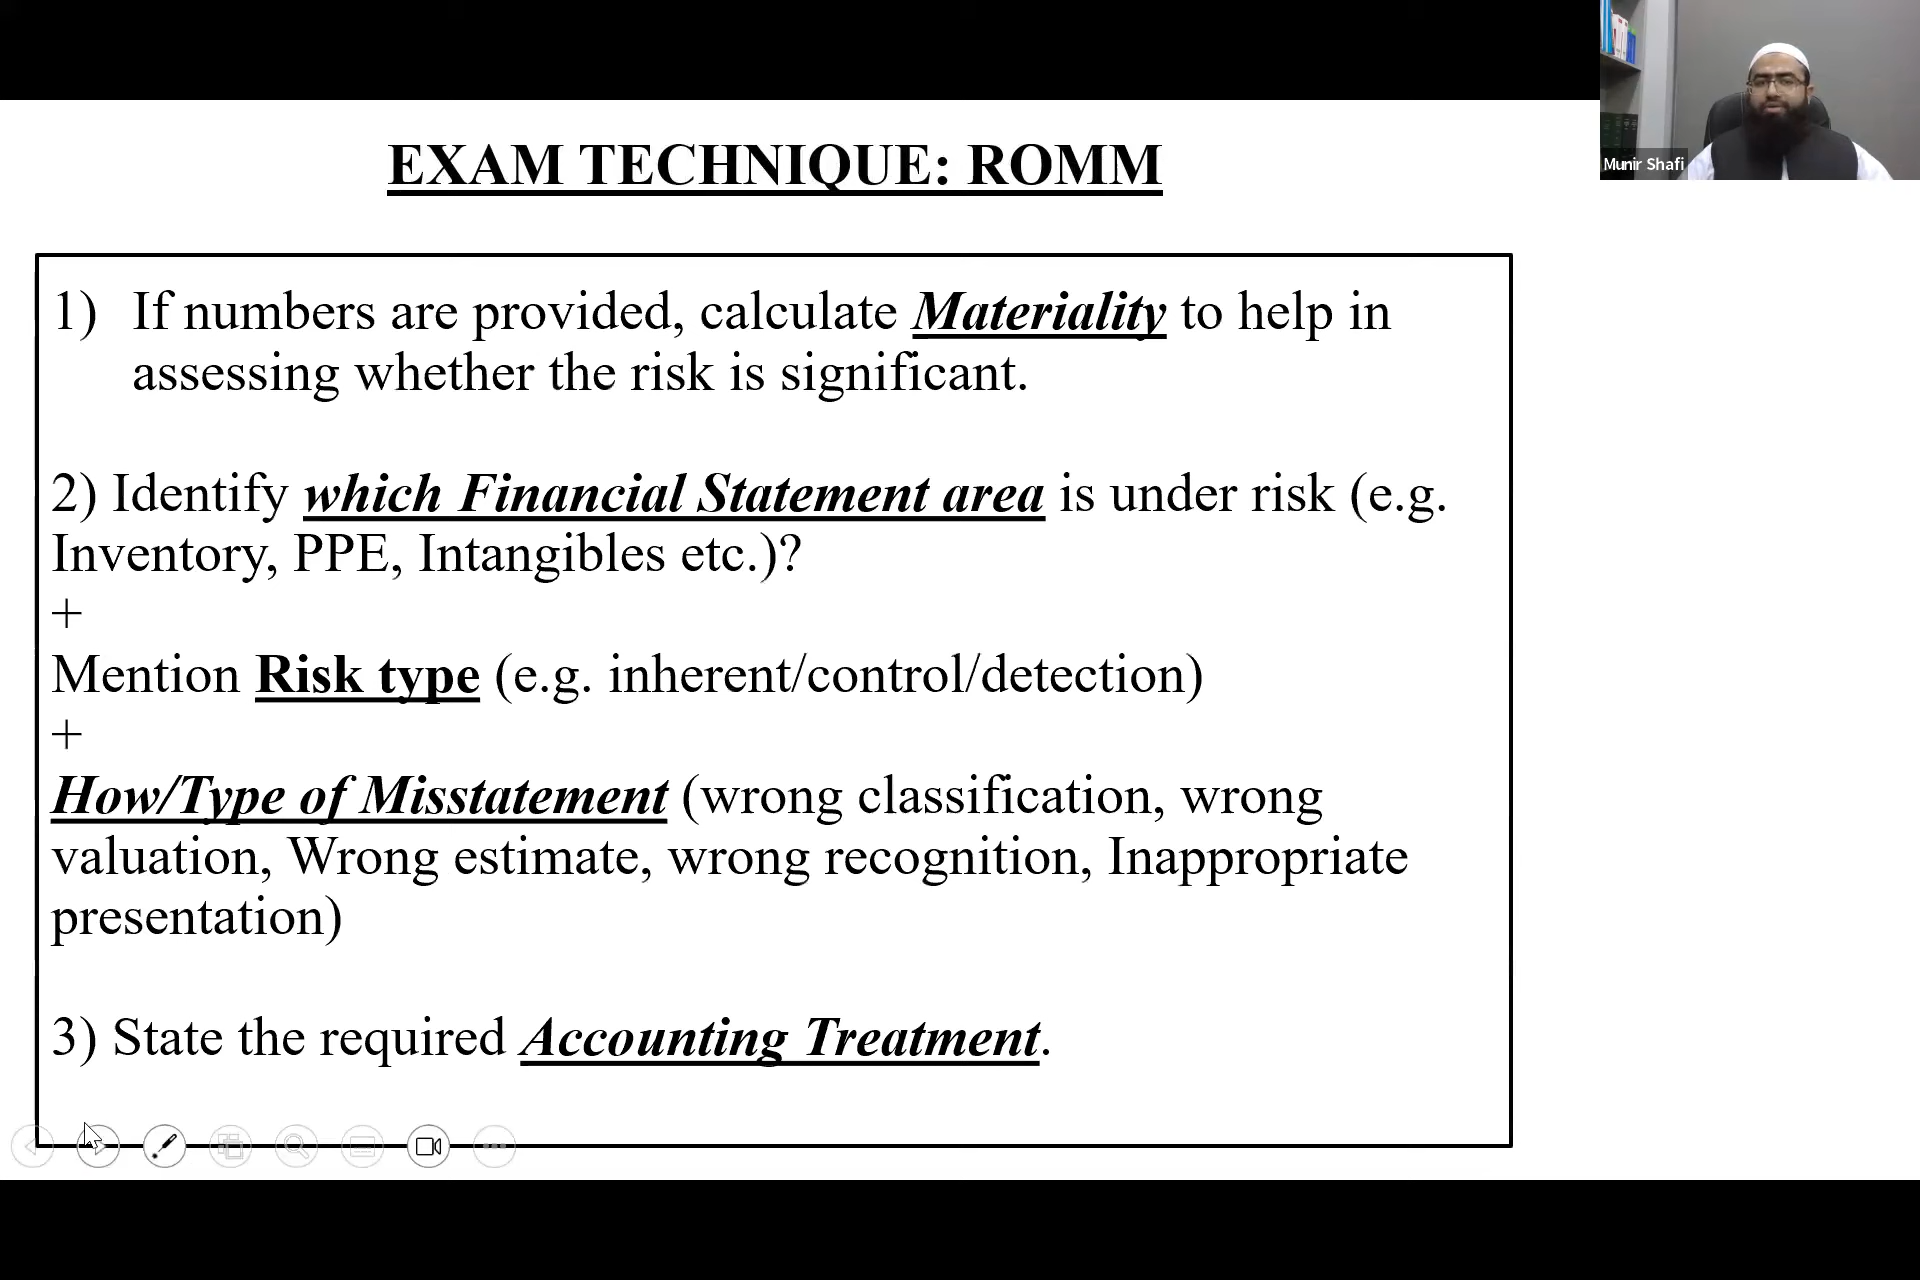 EXAM TECHNIQUE: ROMM
Munir Shafi
1) If numbers are provided, calculate Materiality to help in
assessing whether the risk is significant.
2) Identify which Financial Statement area is under risk (e.g.
Inventory, PPE, Intangibles etc.)?
+
Mention Risk type (e.g. inherent/control/detection)
+
How/Type of Misstatement (wrong classification, wrong
valuation, Wrong estimate, wrong recognition, Inappropriate
presentation)
3) State the required Accounting Treatment.